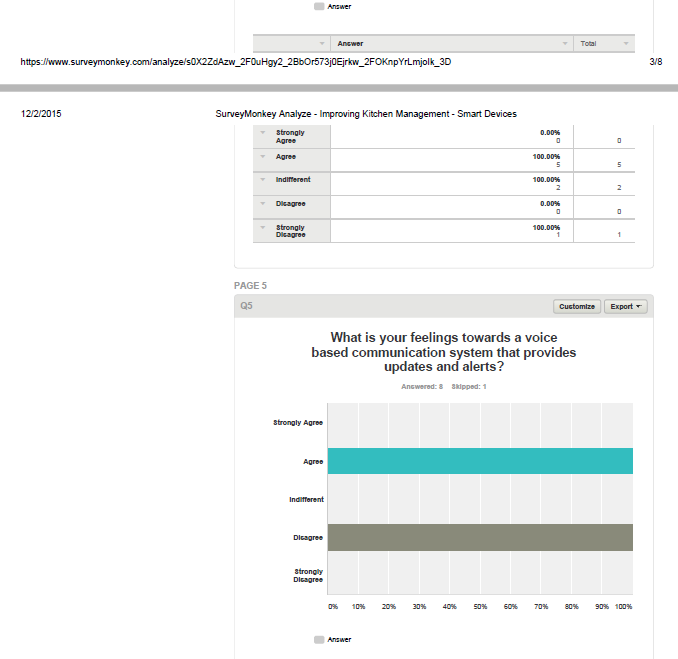 Answer
Answer Total
https://www.surveymonkey.com/analyze/s0X2ZdAzw_2F0uHgy2_2BbOr573j0Ejrkw_2FOKnpYrLmjolk_3D 3/8
12/2/2015 SurveyMonkey Analyze - Improving Kitchen Management - Smart Devices
Strongly 0.00%
Agree 0 0
Agree 100.00%
5 5
Indifferent 100.00%
2 2
Disagree 0.00%
0 0
Strongly 100.00%
Disagree 1 1
PAGE 5
Q5 Customize Export
What is your feelings towards a voice
based communication system that provides
updates and alerts?
Answered: 8 Skipped: 1
Strongly Agree
Agree
Indifferent
Disagree
Strongly
Disagree
0% 10% 20% 30% 40% 50% 60% 70% 80% 90% 100%
Answer